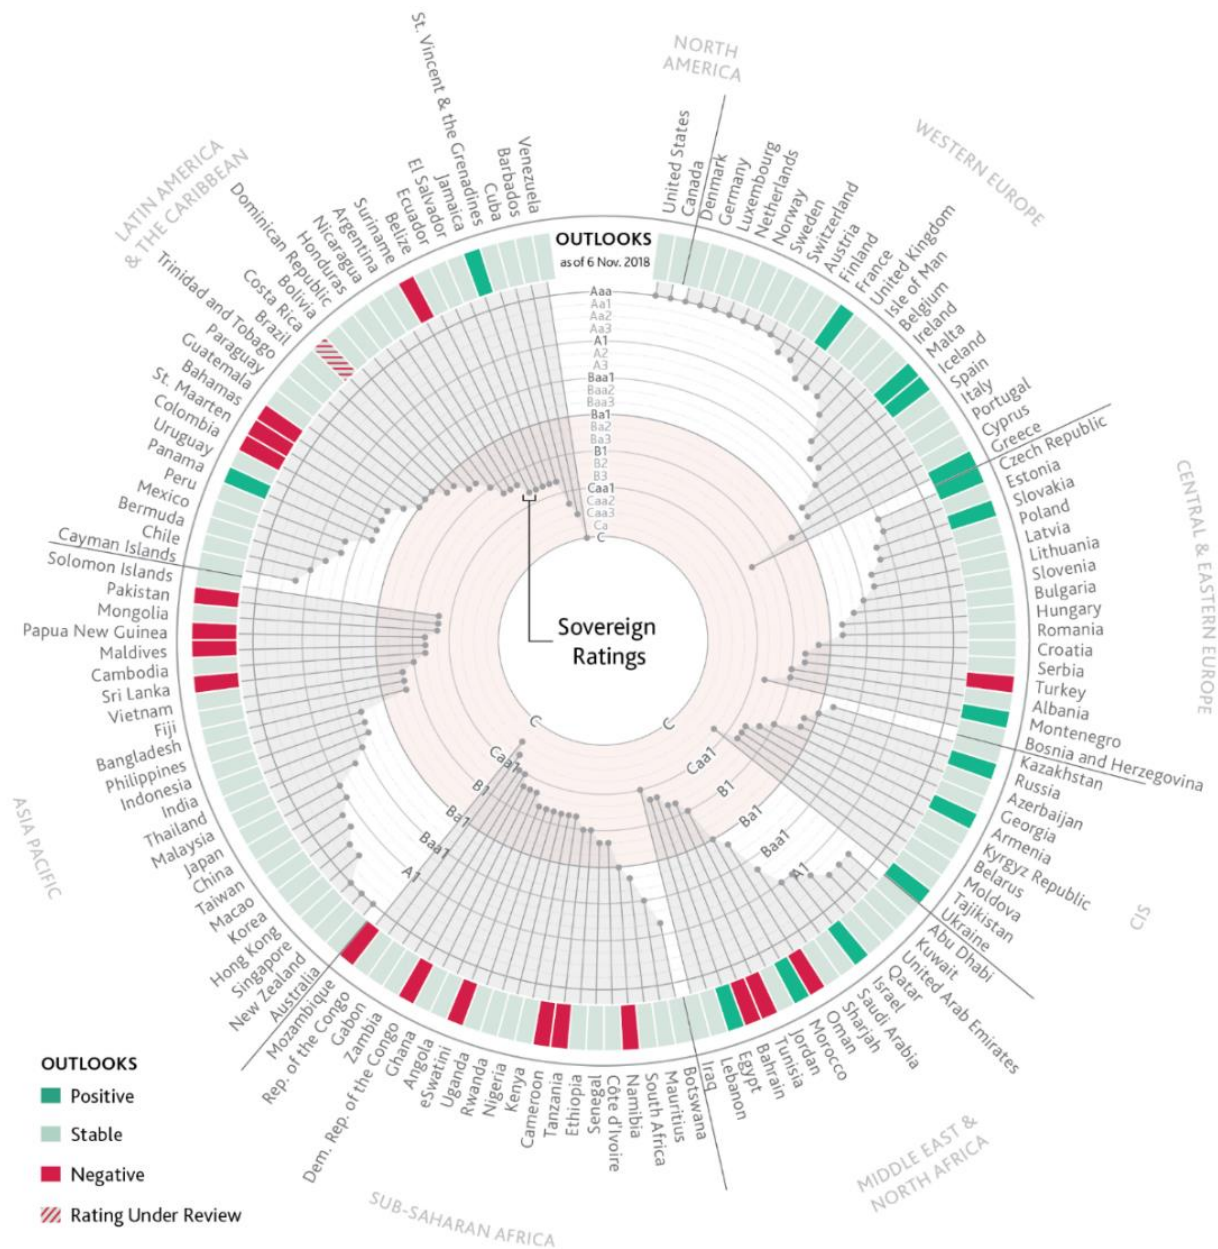 OUTLOOKS
as of 6 Nov. 2018
NORTH
AMERICA
United States
Canada
WESTERN EUROPE
Denmark
Germany
Luxembourg
Netherlands
Norway
Sweden
Switzerland
Austria
Finland
France
United Kingdom
Isle of Man
Belgium
Ireland
Malta
Iceland
Spain
Italy
Portugal
Cyprus
Greece
CENTRAL & EASTERN EUROPE
Czech Republic
Estonia
Slovakia
Poland
Latvia
Lithuania
Slovenia
Bulgaria
Hungary
Romania
Croatia
Serbia
Turkey
Albania
Montenegro
Bosnia and Herzegovina
CIS
Kazakhstan
Russia
Azerbaijan
Georgia
Armenia
Kyrgyz Republic
Belarus
Moldova
Tajikistan
Ukraine
MIDDLE EAST &
NORTH AFRICA
Abu Dhabi
Kuwait
United Arab Emirates
Qatar
Israel
Saudi Arabia
Sharjah
Oman
Morocco
Jordan
Tunisia
Bahrain
Egypt
Lebanon
Iraq
SUB-SAHARAN AFRICA
Botswana
Mauritius
South Africa
Namibia
Côte d'Ivoire
Senegal
Ethiopia
Tanzania
Cameroon
Kenya
Nigeria
Rwanda
Uganda
eSwatini
Angola
Ghana
Dem. Rep. of the Congo
Zambia
Gabon
Rep. of the Congo
Mozambique
ASIA PACIFIC
Australia
New Zealand
Singapore
Hong Kong
Korea
Macao
Taiwan
China
Japan
Malaysia
Thailand
India
Indonesia
Philippines
Bangladesh
Fiji
Vietnam
Sri Lanka
Cambodia
Maldives
Papua New Guinea
Mongolia
Pakistan
Solomon Islands
LATIN AMERICA
& THE CARIBBEAN
Cayman Islands
Chile
Bermuda
Mexico
Peru
Panama
Uruguay
Colombia
St. Maarten
Bahamas
Guatemala
Paraguay
Trinidad and Tobago
Brazil
Costa Rica
Bolivia
Dominican Republic
Honduras
Nicaragua
Argentina
Suriname
Belize
Ecuador
El Salvador
Jamaica
St. Vincent & the Grenadines
Cuba
Barbados
Venezuela
Aaa
Aa1
Aa2
Aa3
A1
A2
A3
Baa1
Baa2
Baa3
Ba1
Ba2
Ba3
B1
B2
B3
Caa1
Caa2
Caa3
Ca
C
Sovereign
Ratings
C
Caa1
B1
Ba1
Baa1
A1
C
Caa1
B1
Ba1
Baa1
A1
OUTLOOKS
Positive
Stable
Negative
Rating Under Review